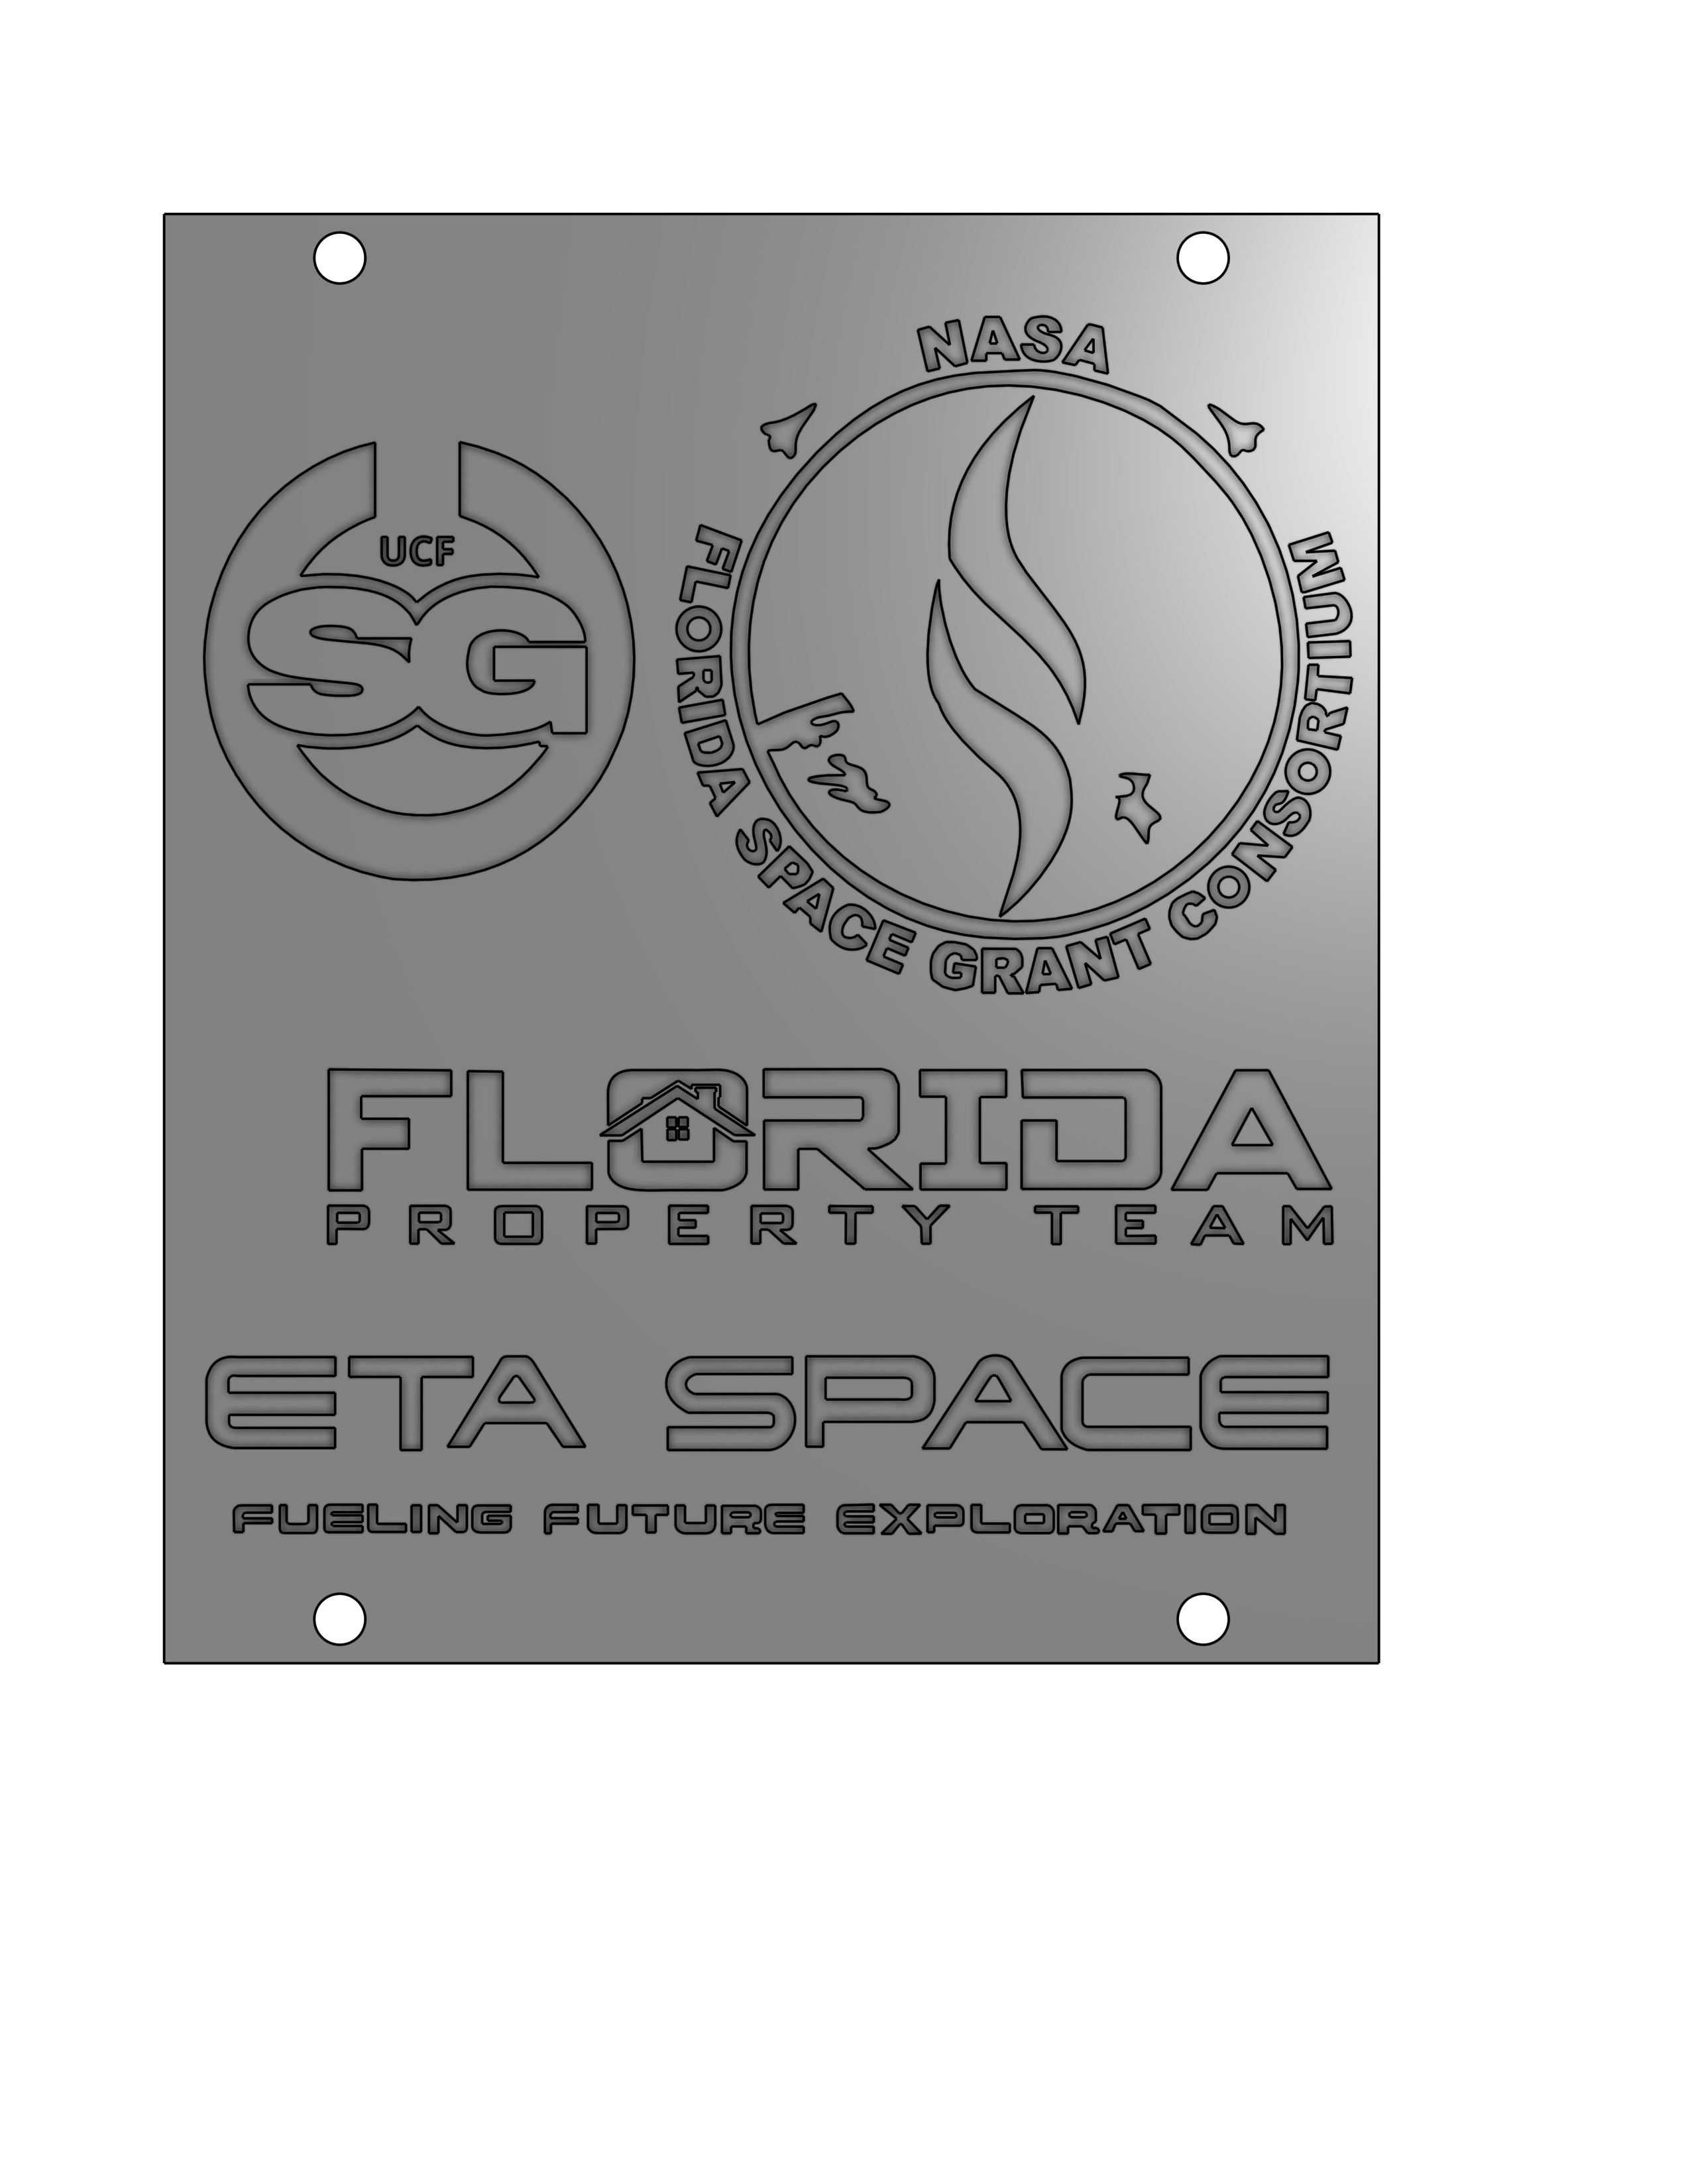 NASA
UCF
SG
FLORIDA SPACE GRANT CONSORTIUM
FLORIDA
PROPERTY TEAM
ETA SPACE
FUELING FUTURE EXPLORATION